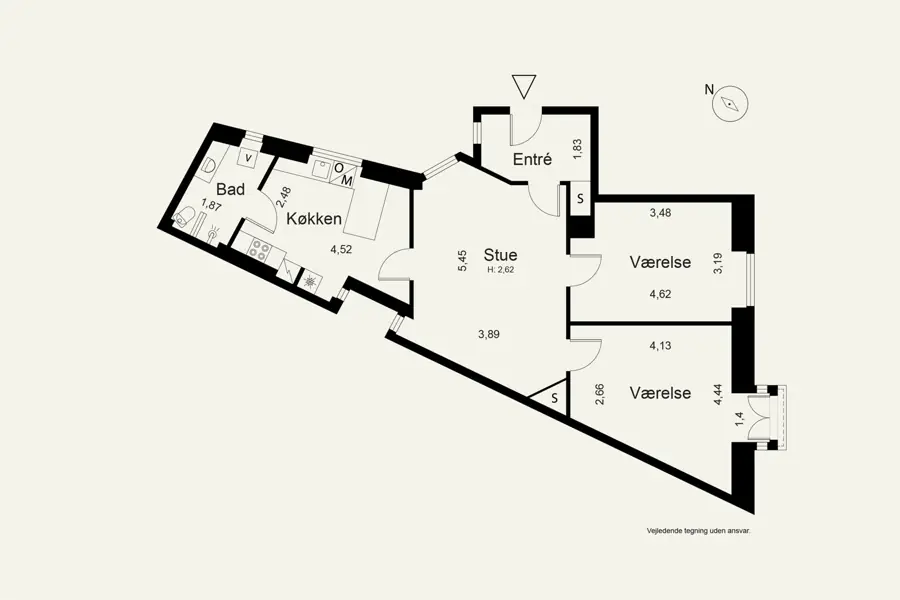 N
Entré
1,83
S
Bad
V
1,87
2,48
O
M
Køkken
4,52
Stue
H: 2,62
5,45
3,89
3,48
Værelse
3,19
4,62
4,13
Værelse
2,66
4,44
1,4
S
Vejledende tegning uden ansvar.